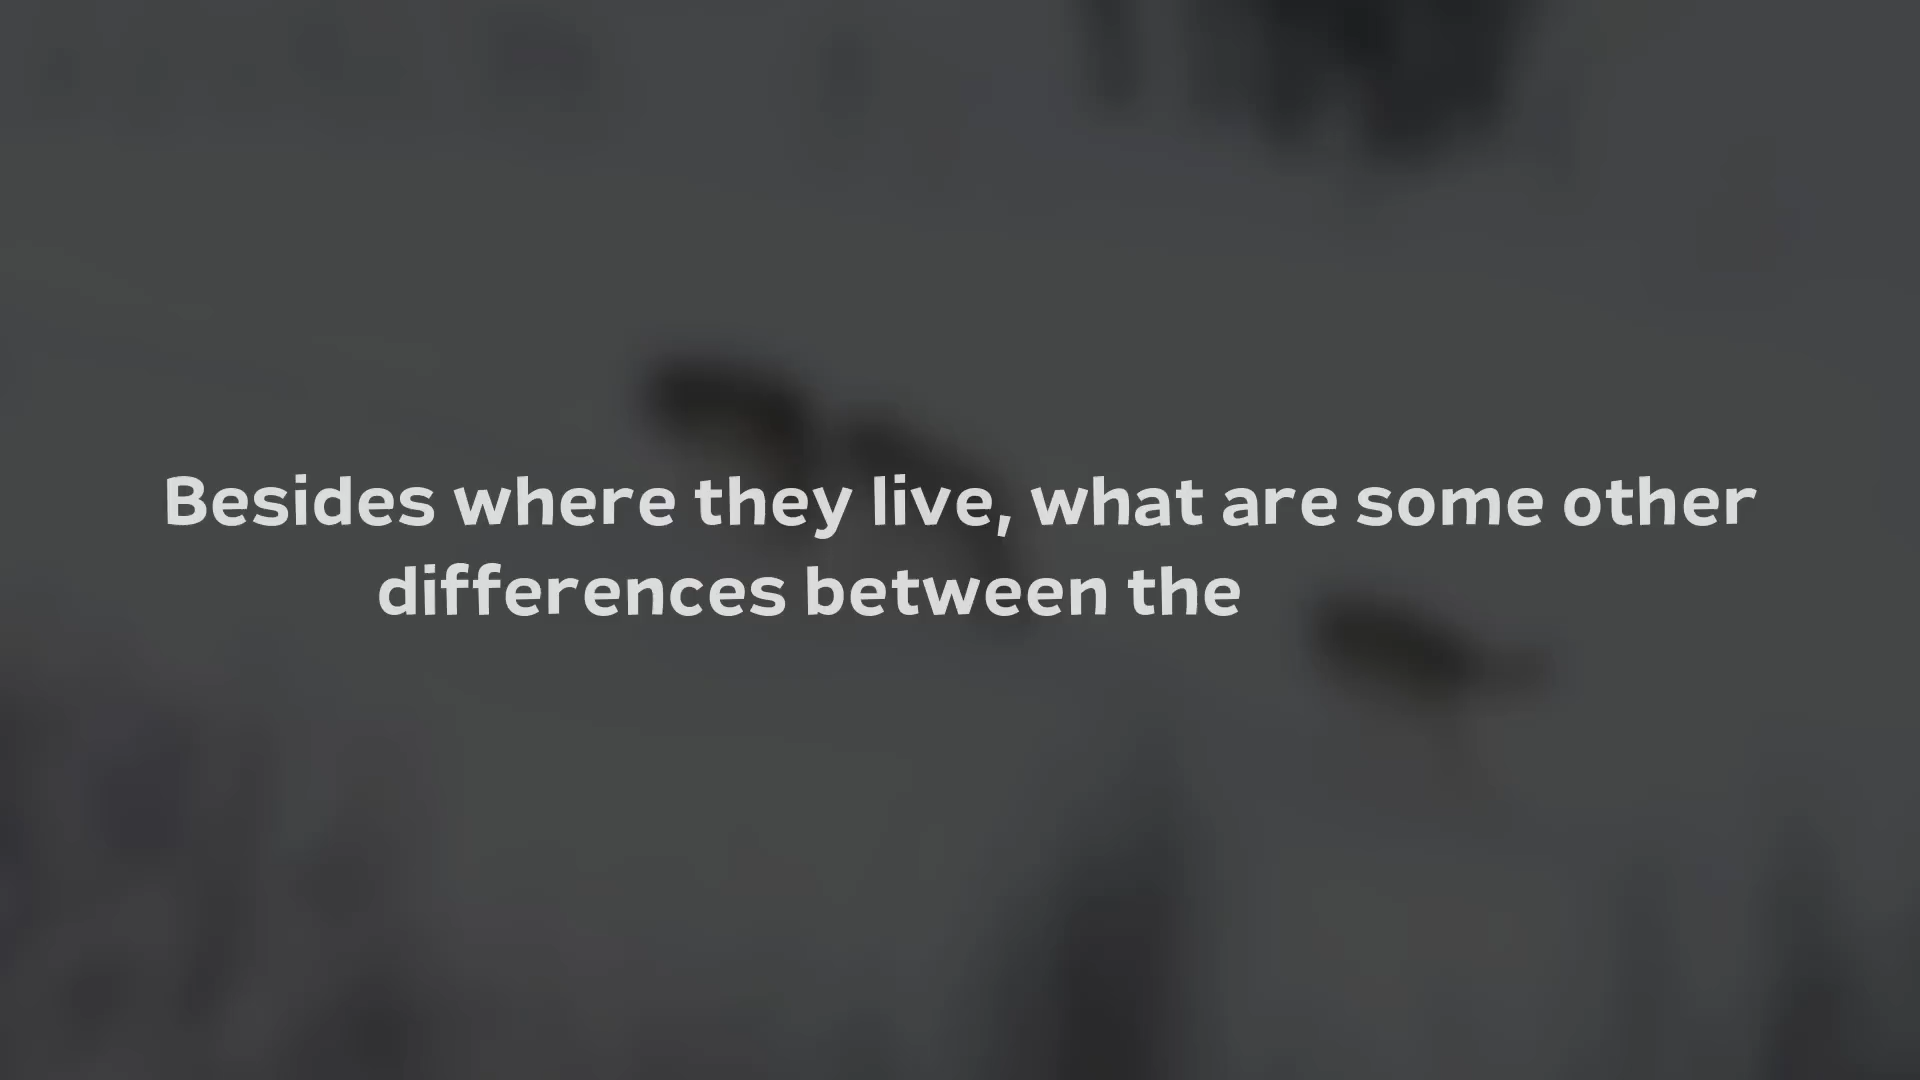 Besides where they live, what are some other
differences between the